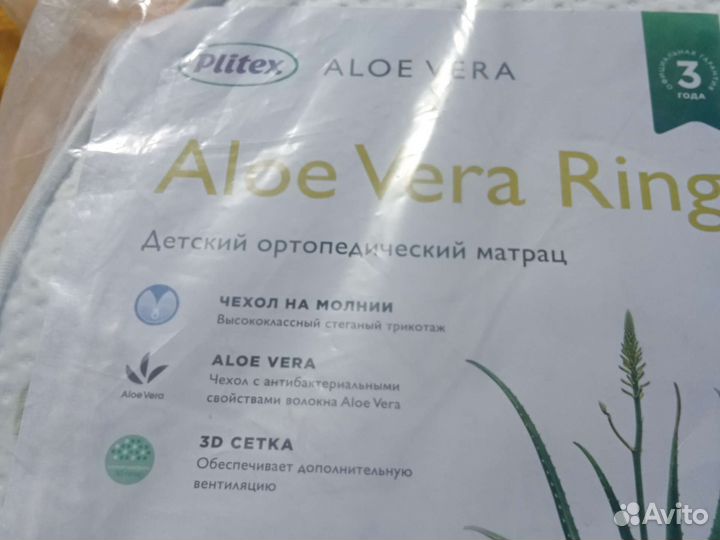 Plitex ALOE VERA
ОФИЦИАЛЬНАЯ ГАРАНТИЯ
3
ГОДА
Aloe Vera Ring
Детский ортопедический матрац
ЧЕХОЛ НА МОЛНИИ
Высококлассный стеганый трикотаж
ALOE VERA
Aloe Vera
Чехол с антибактериальными
свойствами волокна Aloe Vera
3D СЕТКА
Обеспечивает дополнительную
вентиляцию
Avito